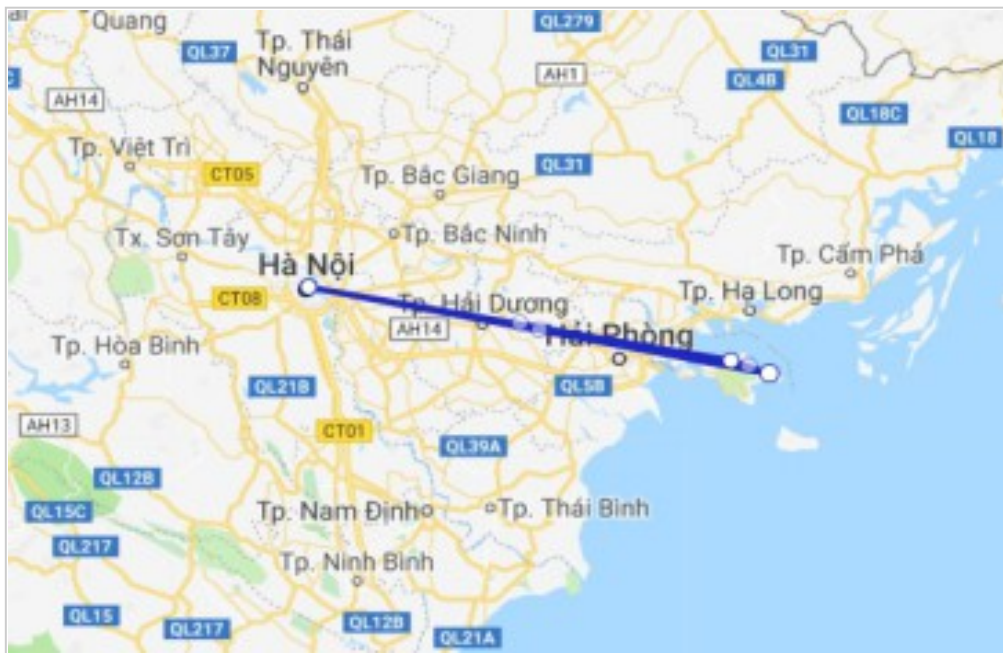 Quang
Tp. Thái
Nguyên
QL37
QL279
QL31
AH1
QL4B
AH14
QL18C
QL18
Tp. Việt Trì
CT05
Tp. Bắc Giang
QL31
Tx. Sơn Tây
Tp. Bắc Ninh
Hà Nội
Tp. Cẩm Phả
CT08
Tp. Hải Dương
Tp. Hạ Long
AH14
Hải Phòng
Tp. Hòa Bình
QL21B
QL5B
AH13
CT01
QL39A
QL12B
QL15C
Tp. Nam Định
Tp. Thái Bình
QL217
Tp. Ninh Bình
QL15
QL217
QL12B
QL21A